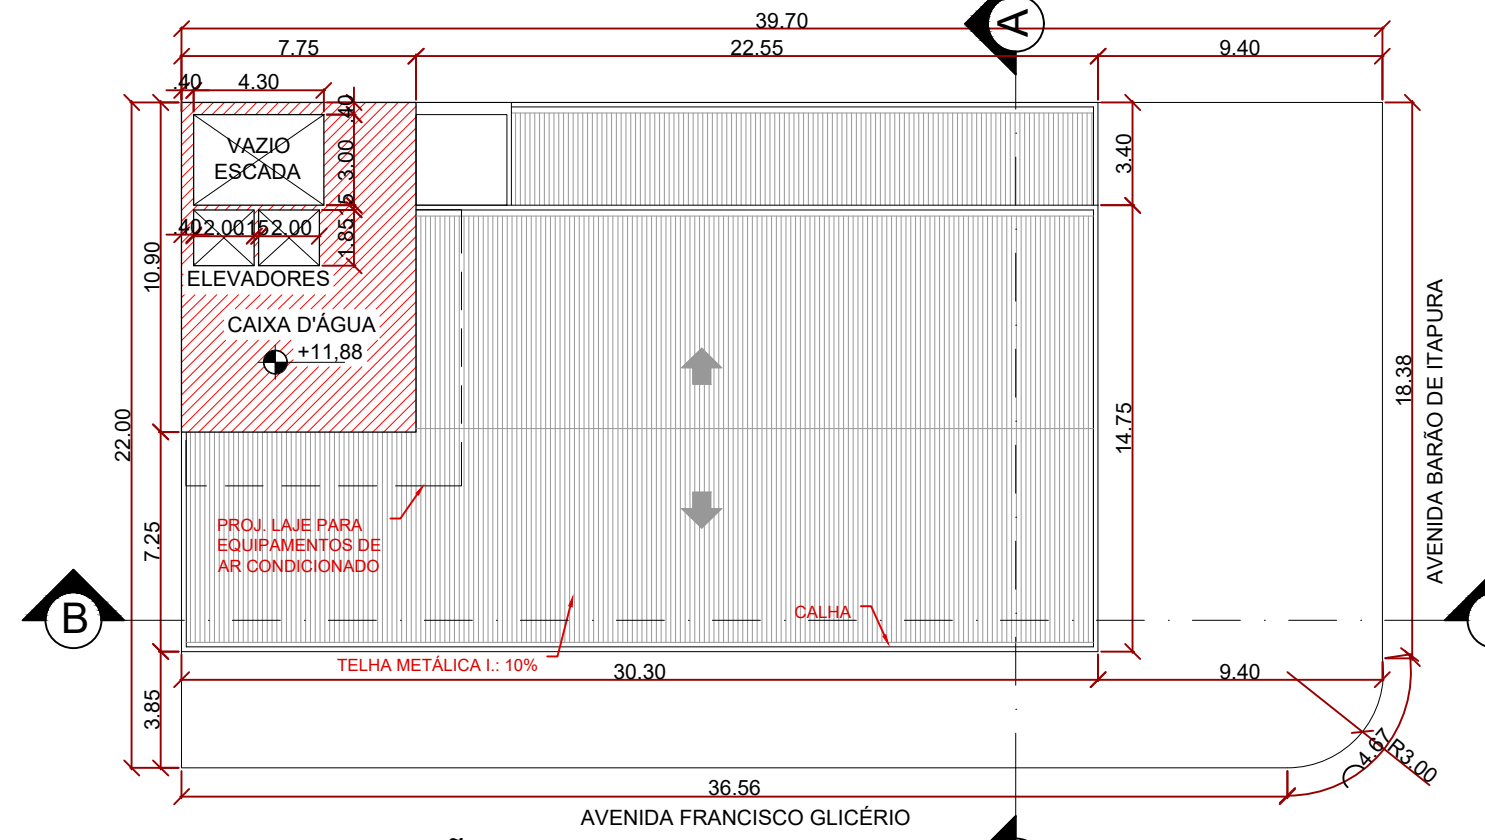 39.70
A
7.75
22.55
9.40
.40
4.30
.40
VAZIO
ESCADA
3.00
3.40
.15
.40
2.00
.15
2.00
1.85
10.90
ELEVADORES
CAIXA D'ÁGUA
+11,88
22.00
14.75
18.38
AVENIDA BARÃO DE ITAPURA
7.25
PROJ. LAJE PARA
EQUIPAMENTOS DE
AR CONDICIONADO
B
CALHA
TELHA METÁLICA I.: 10%
30.30
9.40
3.85
4.67
R3.00
36.56
AVENIDA FRANCISCO GLICÉRIO